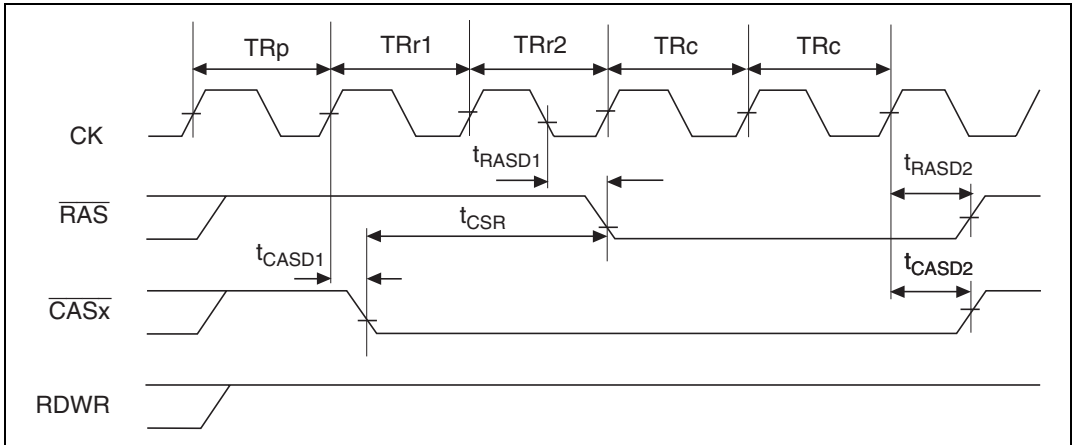 TRp TRr1 TRr2 TRc TRc
CK
tRASD1 tRASD2
RAS
tCSR
tCASD1 tCASD2
CASx
RDWR